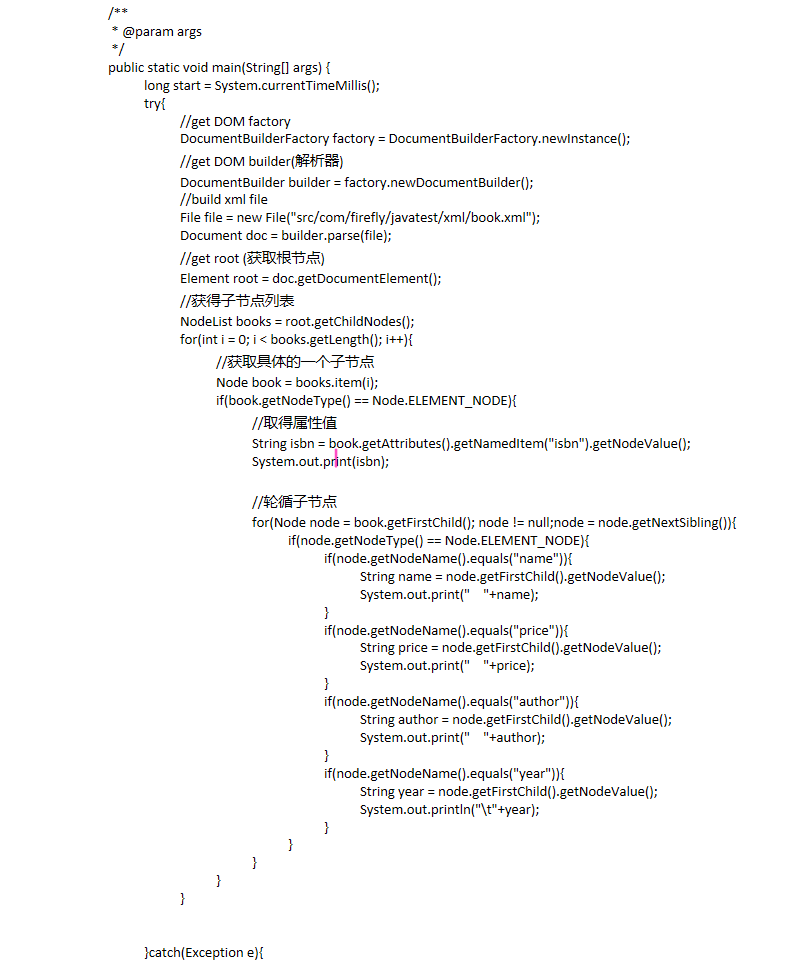 /**
* @param args
*/
public static void main(String[] args) {
long start = System.currentTimeMillis();
try{
//get DOM factory
DocumentBuilderFactory factory = DocumentBuilderFactory.newInstance();
//get DOM builder(解析器)
DocumentBuilder builder = factory.newDocumentBuilder();
//build xml file
File file = new File("src/com/firefly/javatest/xml/book.xml");
Document doc = builder.parse(file);
//get root (获取根节点)
Element root = doc.getDocumentElement();
//获得子节点列表
NodeList books = root.getChildNodes();
for(int i = 0; i < books.getLength(); i++){
//获取具体的一个子节点
Node book = books.item(i);
if(book.getNodeType() == Node.ELEMENT_NODE){
//取得属性值
String isbn = book.getAttributes().getNamedItem("isbn").getNodeValue();
System.out.print(isbn);
//轮循子节点
for(Node node = book.getFirstChild(); node != null;node = node.getNextSibling()){
if(node.getNodeType() == Node.ELEMENT_NODE){
if(node.getNodeName().equals("name")){
String name = node.getFirstChild().getNodeValue();
System.out.print("    "+name);
}
if(node.getNodeName().equals("price")){
String price = node.getFirstChild().getNodeValue();
System.out.print("    "+price);
}
if(node.getNodeName().equals("author")){
String author = node.getFirstChild().getNodeValue();
System.out.print("    "+author);
}
if(node.getNodeName().equals("year")){
String year = node.getFirstChild().getNodeValue();
System.out.println("\t"+year);
}
}
}
}
}
}catch(Exception e){